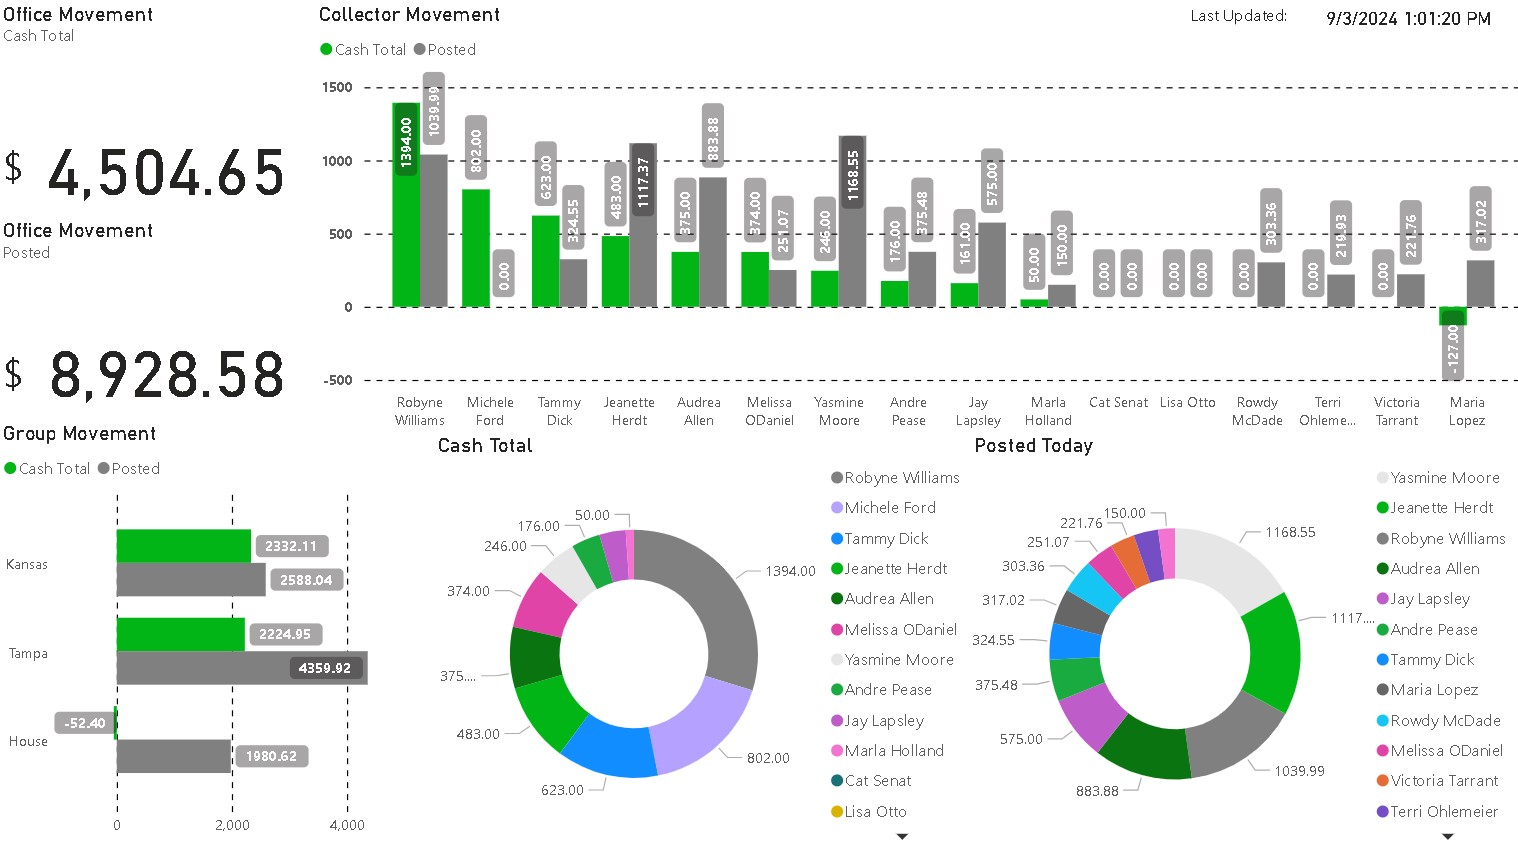 Office Movement
Cash Total
$ 4,504.65
Office Movement
Posted
$ 8,928.58
Collector Movement
Last Updated: 9/3/2024 1:01:20 PM
Cash Total Posted
1500
1000
500
0
-500
1394.00
1039.99
802.00
0.00
623.00
324.55
483.00
1117.37
375.00
883.88
374.00
251.07
246.00
1168.55
176.00
375.48
161.00
575.00
50.00
150.00
0.00
0.00
0.00
0.00
0.00
303.36
0.00
219.93
0.00
221.76
-127.00
317.02
Robyne Williams
Michele Ford
Tammy Dick
Jeanette Herdt
Audrea Allen
Melissa ODaniel
Yasmine Moore
Andre Pease
Jay Lapsley
Marla Holland
Cat Senat
Lisa Otto
Rowdy McDade
Terri Ohleme...
Victoria Tarrant
Maria Lopez
Group Movement
Cash Total Posted
Kansas
2332.11
2588.04
Tampa
2224.95
4359.92
House
-52.40
1980.62
0 2,000 4,000
Cash Total
50.00
176.00
246.00
374.00
375....
483.00
623.00
802.00
1394.00
Robyne Williams
Michele Ford
Tammy Dick
Jeanette Herdt
Audrea Allen
Melissa ODaniel
Yasmine Moore
Andre Pease
Jay Lapsley
Marla Holland
Cat Senat
Lisa Otto
Posted Today
150.00
221.76
251.07
303.36
317.02
324.55
375.48
575.00
883.88
1039.99
1117....
1168.55
Yasmine Moore
Jeanette Herdt
Robyne Williams
Audrea Allen
Jay Lapsley
Andre Pease
Tammy Dick
Maria Lopez
Rowdy McDade
Melissa ODaniel
Victoria Tarrant
Terri Ohlemeier